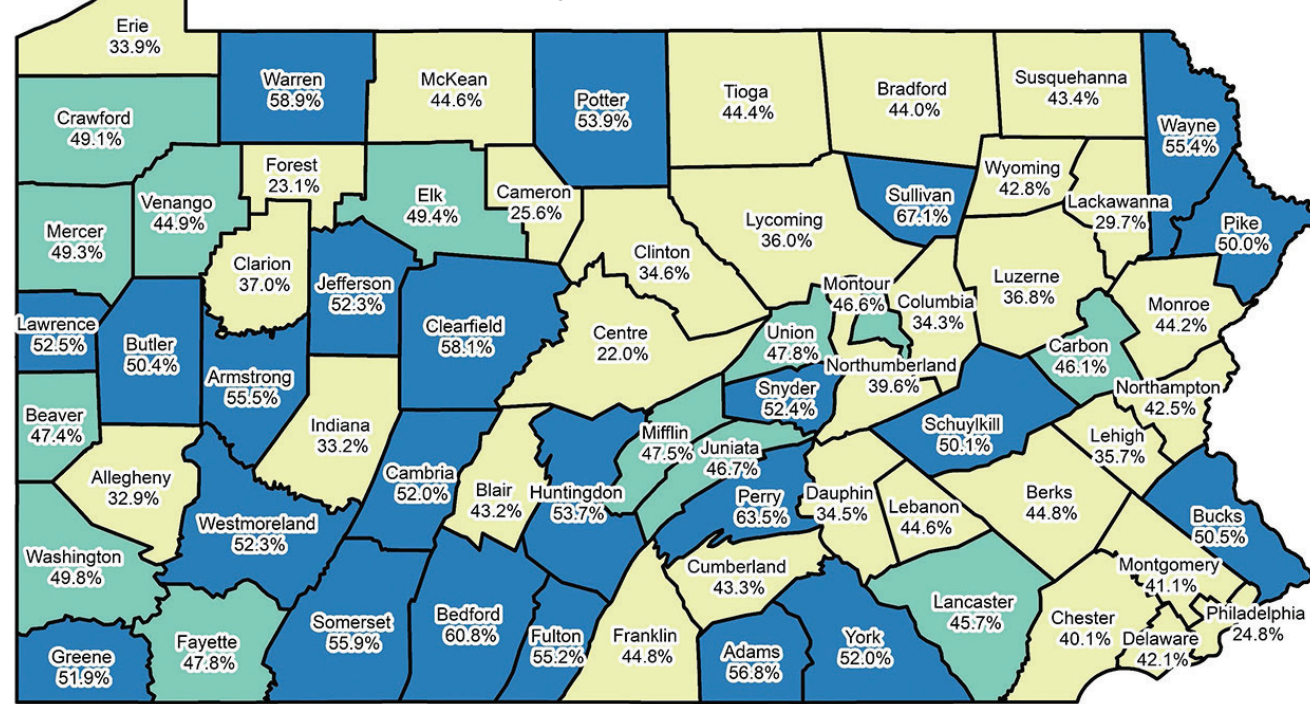 Erie
33.9%
Warren
58.9%
McKean
44.6%
Potter
53.9%
Tioga
44.4%
Bradford
44.0%
Susquehanna
43.4%
Wayne
55.4%
Crawford
49.1%
Forest
23.1%
Venango
44.9%
Elk
49.4%
Cameron
25.6%
Sullivan
67.1%
Wyoming
42.8%
Lackawanna
29.7%
Pike
50.0%
Mercer
49.3%
Clarion
37.0%
Jefferson
52.3%
Clinton
34.6%
Lycoming
36.0%
Montour
46.6%
Columbia
34.3%
Luzerne
36.8%
Monroe
44.2%
Lawrence
52.5%
Butler
50.4%
Clearfield
58.1%
Centre
22.0%
Union
47.8%
Northumberland
39.6%
Carbon
46.1%
Armstrong
55.5%
Snyder
52.4%
Northampton
42.5%
Beaver
47.4%
Indiana
33.2%
Mifflin
47.5%
Juniata
46.7%
Schuylkill
50.1%
Lehigh
35.7%
Allegheny
32.9%
Cambria
52.0%
Blair
43.2%
Huntingdon
53.7%
Perry
63.5%
Dauphin
34.5%
Lebanon
44.6%
Berks
44.8%
Bucks
50.5%
Westmoreland
52.3%
Washington
49.8%
Cumberland
43.3%
Montgomery
41.1%
Lancaster
45.7%
Chester
40.1%
Philadelphia
24.8%
Delaware
42.1%
Greene
51.9%
Fayette
47.8%
Somerset
55.9%
Bedford
60.8%
Fulton
55.2%
Franklin
44.8%
Adams
56.8%
York
52.0%